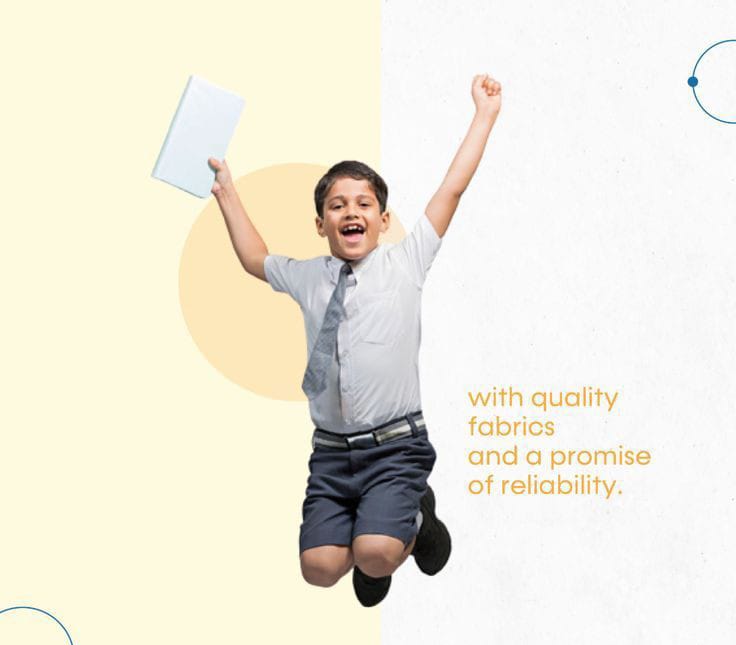 with quality
fabrics
and a promise
of reliability.